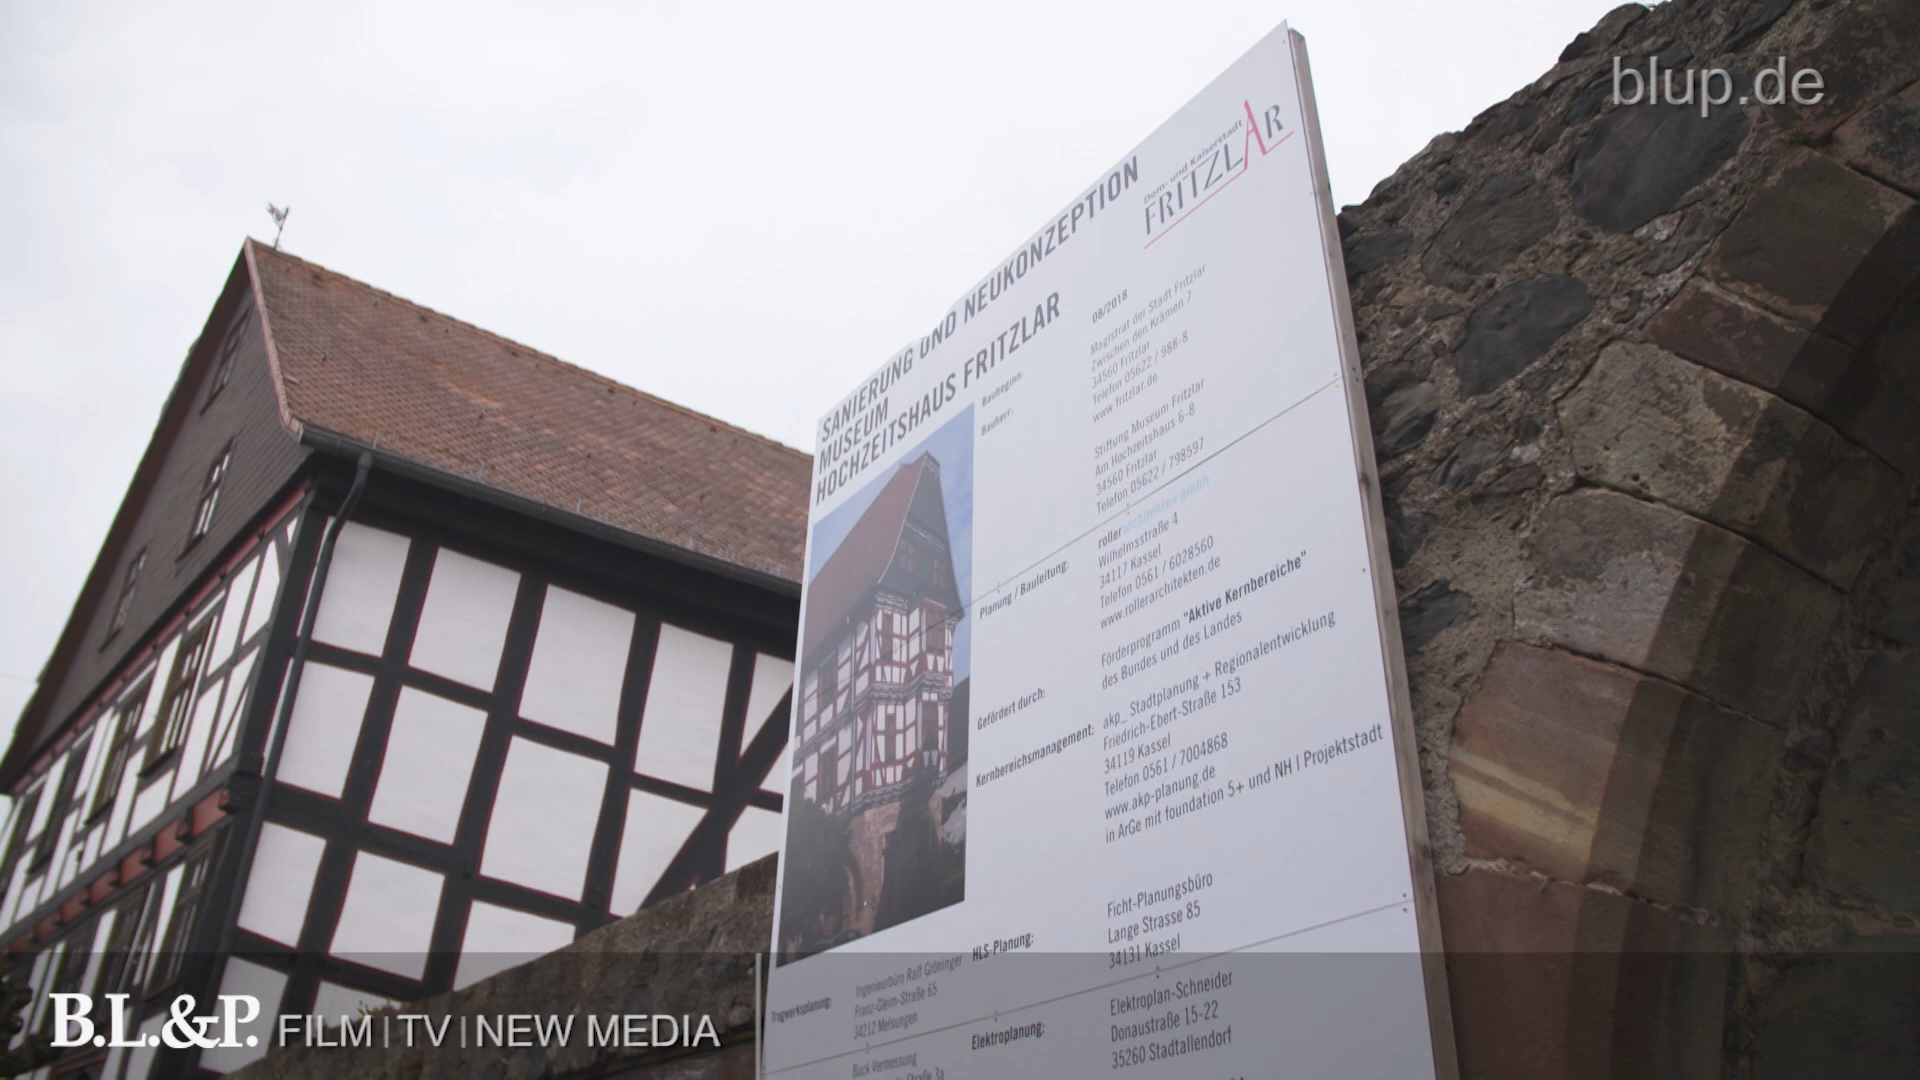 blup.de
Dom- und Kaiserstadt
FRITZLAR
SANIERUNG UND NEUKONZEPTION
MUSEUM
HOCHZEITSHAUS FRITZLAR
Baubeginn:
08/2018
Bauherr:
Magistrat der Stadt Fritzlar
Zwischen den Krämen 7
34560 Fritzlar
Telefon 05622 / 988-8
www.fritzlar.de
Stiftung Museum Fritzlar
Am Hochzeitshaus 6-8
34560 Fritzlar
Telefon 05622 / 798597
Planung / Bauleitung:
rollerarchitekten gmbh
Wilhelmsstraße 4
34117 Kassel
Telefon 0561 / 6028560
www.rollerarchitekten.de
Gefördert durch:
Förderprogramm "Aktive Kernbereiche"
des Bundes und des Landes
Kernbereichsmanagement:
akp_ Stadtplanung + Regionalentwicklung
Friedrich-Ebert-Straße 153
34119 Kassel
Telefon 0561 / 7004868
www.akp-planung.de
in ArGe mit foundation 5+ und NH | Projektstadt
HLS-Planung:
Ficht-Planungsbüro
Lange Strasse 85
34131 Kassel
Tragwerksplanung:
Ingenieurbüro Ralf Gröninger
Franz-Gleim-Straße 65
34212 Melsungen
Elektroplanung:
Elektroplan-Schneider
Donaustraße 15-22
35260 Stadtallendorf
Buck Vermessung
Straße 3a
B.L.&P. FILM | TV | NEW MEDIA